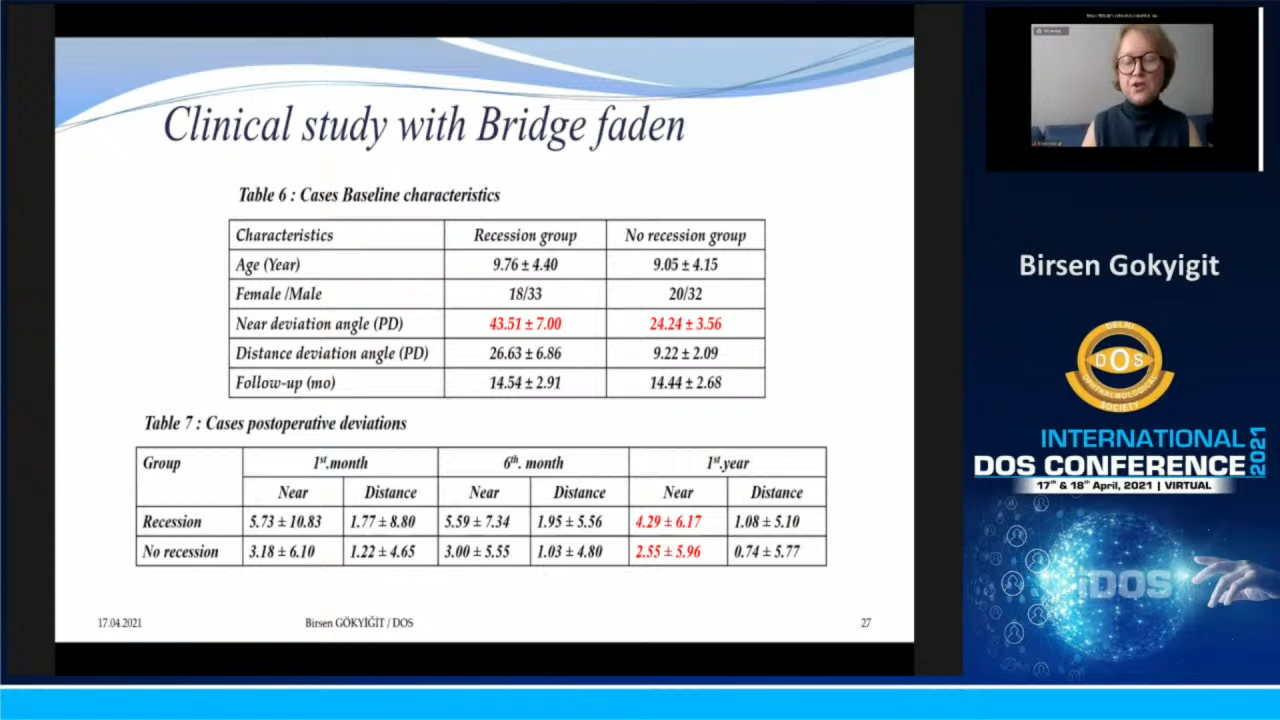 Clinical study with Bridge faden
Table 6 : Cases Baseline characteristics
Characteristics Recession group No recession group
Age (Year) 9.76 ± 4.40 9.05 ± 4.15
Female /Male 18/33 20/32
Near deviation angle (PD) 43.51 ± 7.00 24.24 ± 3.56
Distance deviation angle (PD) 26.63 ± 6.86 9.22 ± 2.09
Follow-up (mo) 14.54 ± 2.91 14.44 ± 2.68
Table 7 : Cases postoperative deviations
Group 1st.month 6th. month 1st.year
Near Distance Near Distance Near Distance
Recession 5.73 ± 10.83 1.77 ± 8.80 5.59 ± 7.34 1.95 ± 5.56 4.29 ± 6.17 1.08 ± 5.10
No recession 3.18 ± 6.10 1.22 ± 4.65 3.00 ± 5.55 1.03 ± 4.80 2.55 ± 5.96 0.74 ± 5.77
17.04.2021 Birsen GÖKYİĞİT / DOS 27
Birsen Gokyigit
DELHI
DOS
OPHTHALMOLOGICAL
SOCIETY
INTERNATIONAL
DOS CONFERENCE
2021
17th & 18th April, 2021 | VIRTUAL
iDOS